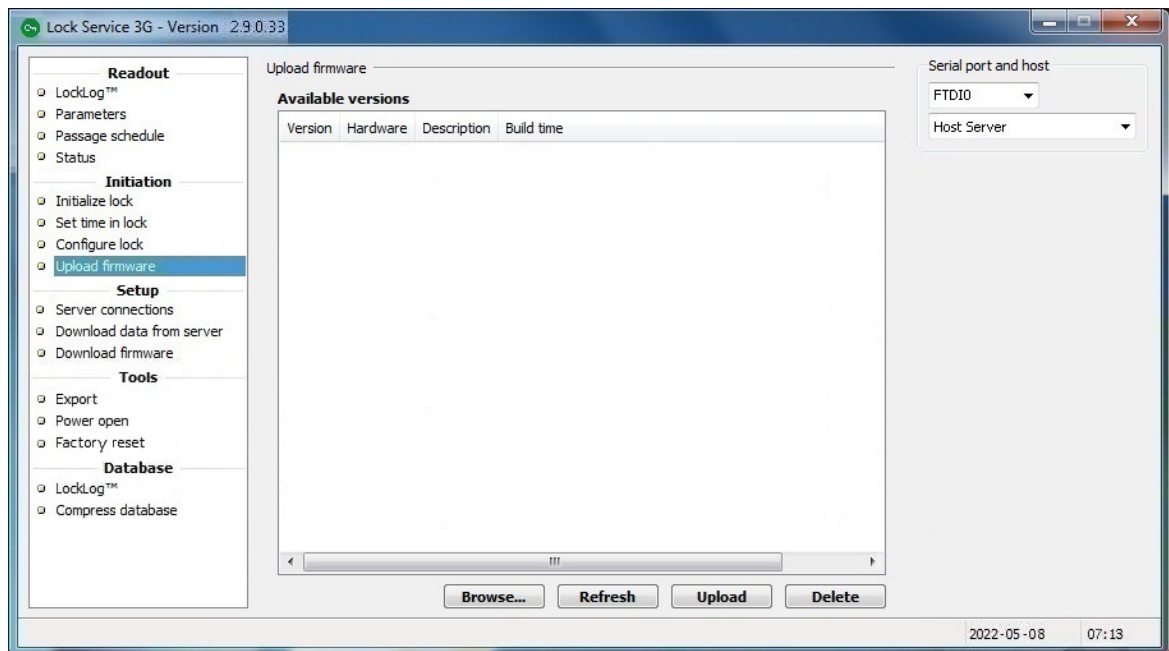 Lock Service 3G - Version 2.9.0.33
Readout
LockLog™
Parameters
Passage schedule
Status
Initiation
Initialize lock
Set time in lock
Configure lock
Upload firmware
Setup
Server connections
Download data from server
Download firmware
Tools
Export
Power open
Factory reset
Database
LockLog™
Compress database
Upload firmware
Available versions
Version Hardware Description Build time
Browse... Refresh Upload Delete
Serial port and host
FTDI0
Host Server
2022-05-08 07:13